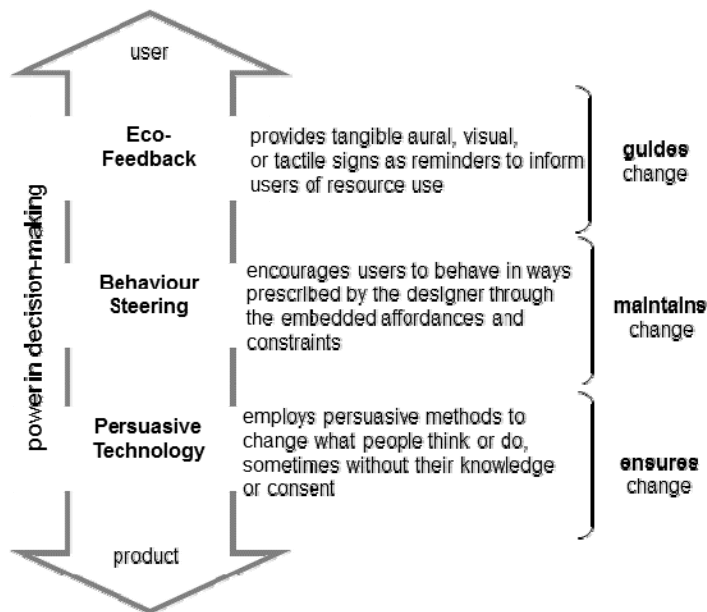 user
power in decision-making
Eco-
Feedback
provides tangible aural, visual,
or tactile signs as reminders to inform
users of resource use
guides
change
Behaviour
Steering
encourages users to behave in ways
prescribed by the designer through
the embedded affordances and
constraints
maintains
change
Persuasive
Technology
employs persuasive methods to
change what people think or do,
sometimes without their knowledge
or consent
ensures
change
product